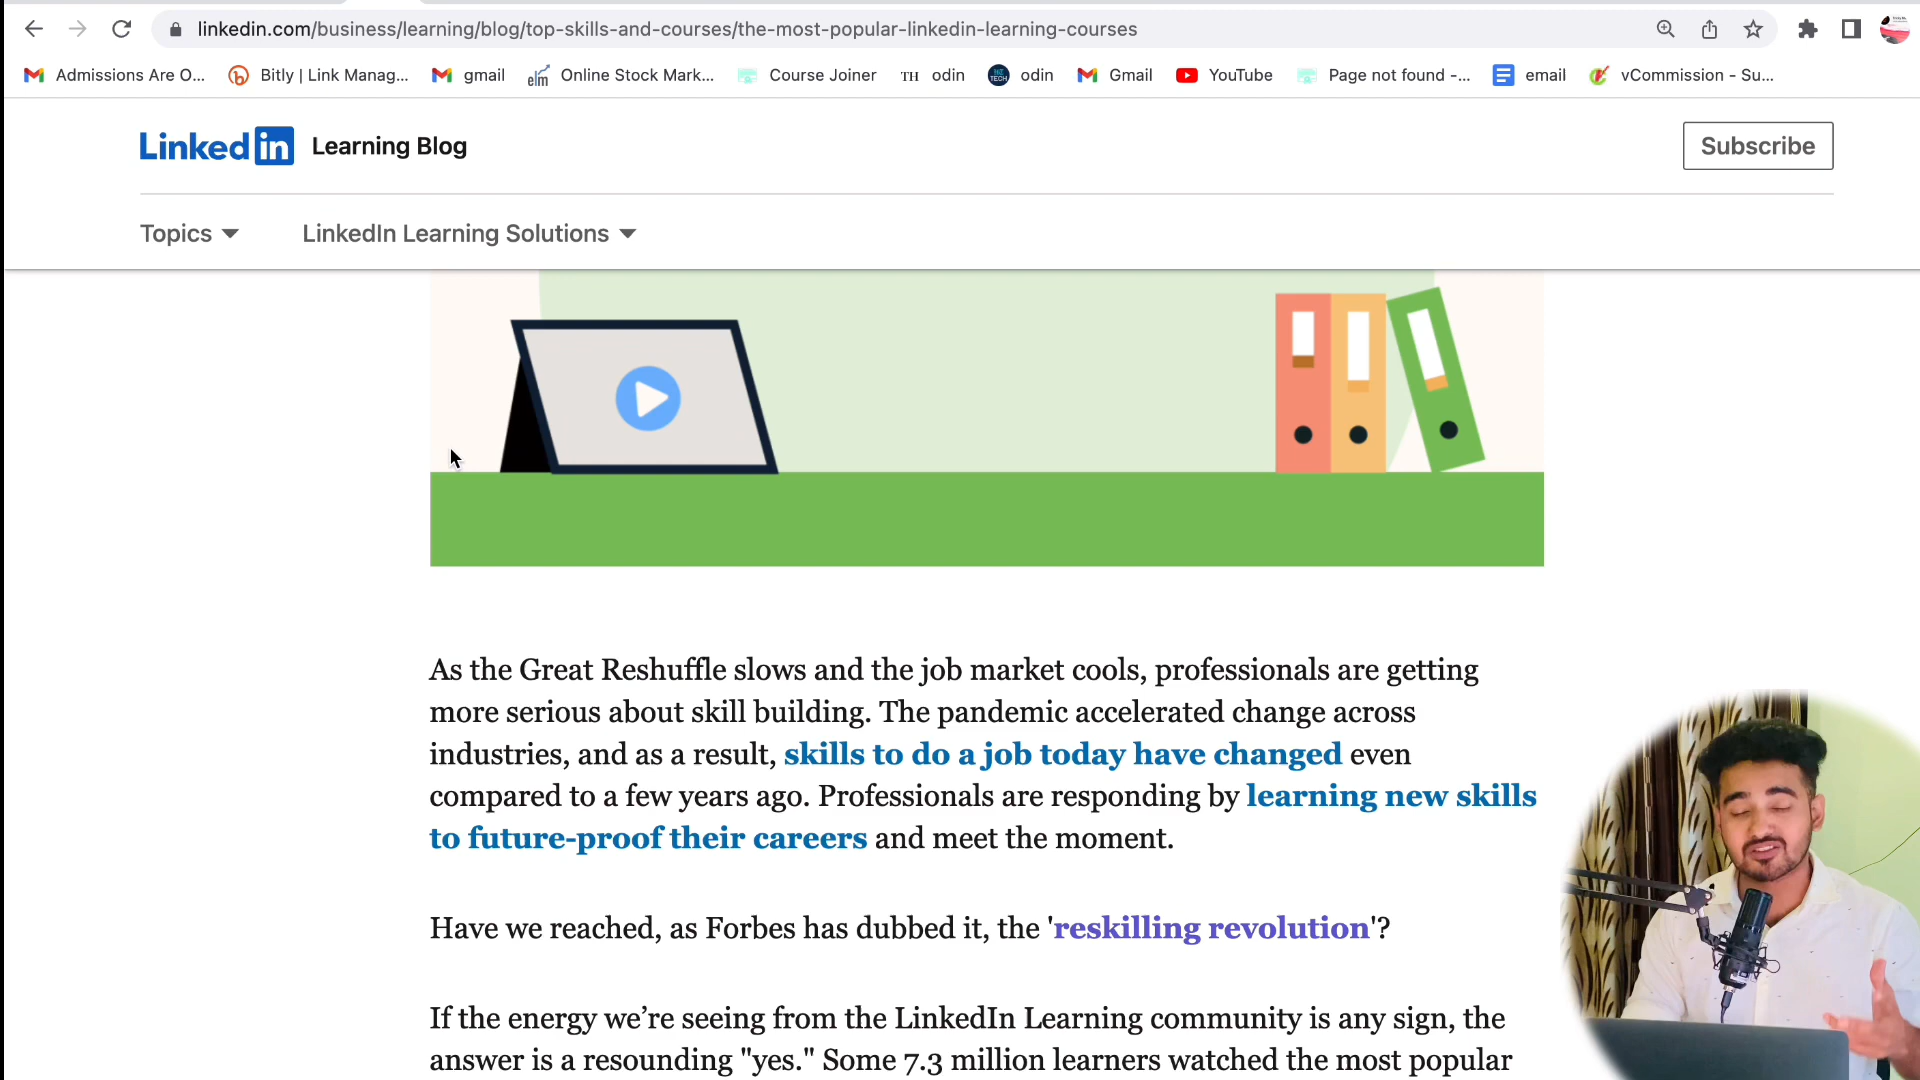 linkedin.com/business/learning/blog/top-skills-and-courses/the-most-popular-linkedin-learning-courses
Admissions Are O... Bitly | Link Manag... gmail elm Online Stock Mark... Course Joiner TH odin odin Gmail YouTube Page not found -... email vCommission - Su...
Linked in Learning Blog Subscribe
Topics LinkedIn Learning Solutions
As the Great Reshuffle slows and the job market cools, professionals are getting
more serious about skill building. The pandemic accelerated change across
industries, and as a result, skills to do a job today have changed even
compared to a few years ago. Professionals are responding by learning new skills
to future-proof their careers and meet the moment.
Have we reached, as Forbes has dubbed it, the 'reskilling revolution'?
If the energy we’re seeing from the LinkedIn Learning community is any sign, the
answer is a resounding "yes." Some 7.3 million learners watched the most popular